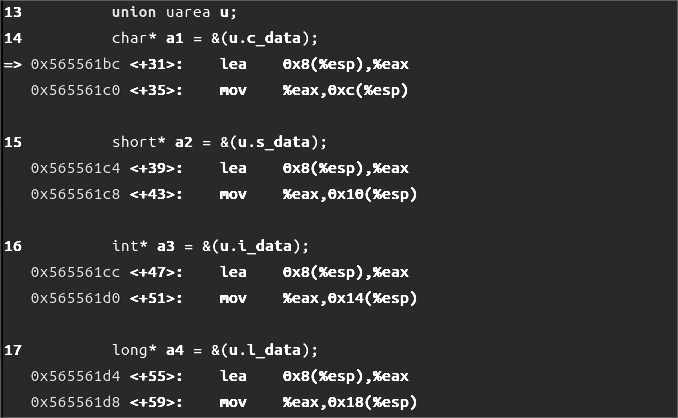 13 union uarea u;
14 char* a1 = &(u.c_data);
=> 0x565561bc <+31>: lea 0x8(%esp),%eax
0x565561c0 <+35>: mov %eax,0xc(%esp)
15 short* a2 = &(u.s_data);
0x565561c4 <+39>: lea 0x8(%esp),%eax
0x565561c8 <+43>: mov %eax,0x10(%esp)
16 int* a3 = &(u.i_data);
0x565561cc <+47>: lea 0x8(%esp),%eax
0x565561d0 <+51>: mov %eax,0x14(%esp)
17 long* a4 = &(u.l_data);
0x565561d4 <+55>: lea 0x8(%esp),%eax
0x565561d8 <+59>: mov %eax,0x18(%esp)